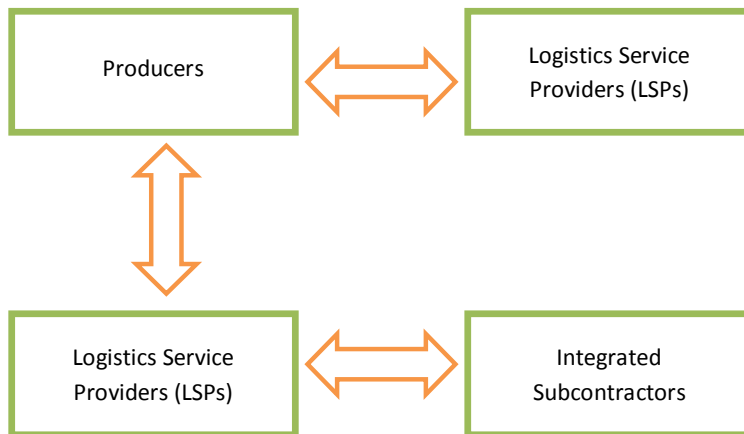 Producers
Logistics Service
Providers (LSPs)
Logistics Service
Providers (LSPs)
Integrated
Subcontractors